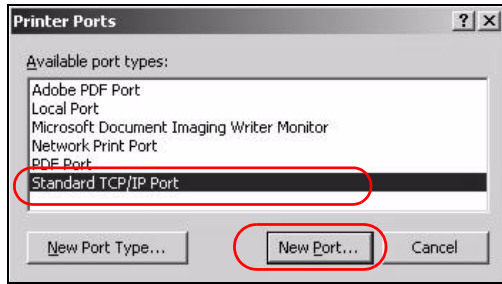 Printer Ports
Available port types:
Adobe PDF Port
Local Port
Microsoft Document Imaging Writer Monitor
Network Print Port
PDF Port
Standard TCP/IP Port
New Port Type... New Port... Cancel